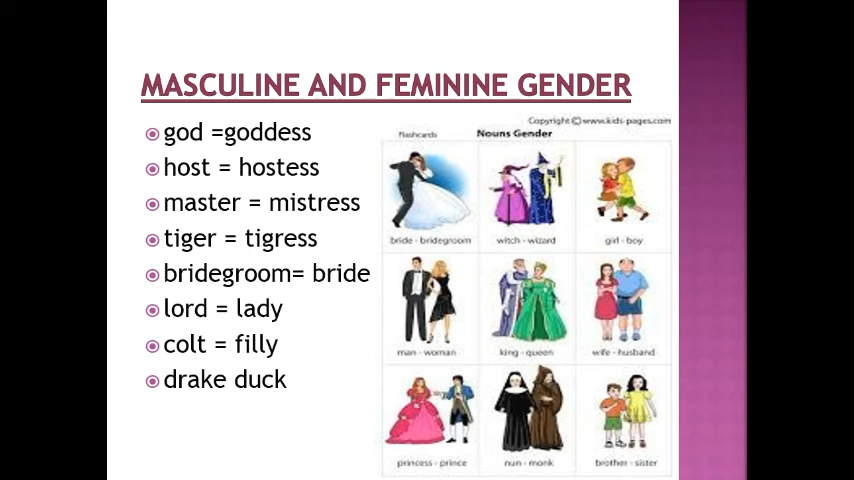 MASCULINE AND FEMININE GENDER
god =goddess
host = hostess
master = mistress
tiger = tigress
bridegroom= bride
lord = lady
colt = filly
drake duck
Copyright © www.kids-pages.com
Flashcards Nouns Gender
bride - bridegroom witch - wizard girl - boy
man - woman king - queen wife - husband
princess - prince nun - monk brother - sister